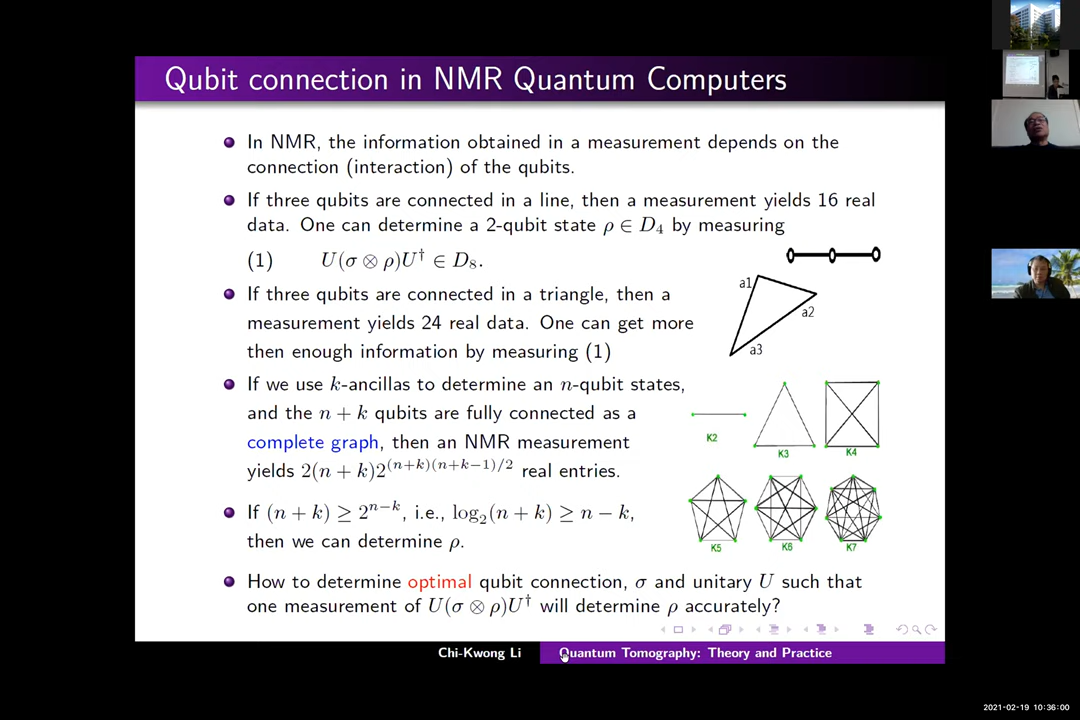 Qubit connection in NMR Quantum Computers
In NMR, the information obtained in a measurement depends on the
connection (interaction) of the qubits.
If three qubits are connected in a line, then a measurement yields 16 real
data. One can determine a 2-qubit state ρ ∈ D₄ by measuring
(1) U(σ ⊗ ρ)U† ∈ D₈.
If three qubits are connected in a triangle, then a
measurement yields 24 real data. One can get more
then enough information by measuring (1)
a1
a2
a3
If we use k-ancillas to determine an n-qubit states,
and the n + k qubits are fully connected as a
complete graph, then an NMR measurement
yields 2(n + k)2^{(n+k)(n+k−1)/2} real entries.
K2
K3
K4
If (n + k) ≥ 2^{n−k}, i.e., log₂(n + k) ≥ n − k,
then we can determine ρ.
K5
K6
K7
How to determine optimal qubit connection, σ and unitary U such that
one measurement of U(σ ⊗ ρ)U† will determine ρ accurately?
Chi-Kwong Li Quantum Tomography: Theory and Practice
2021-02-19 10:36:00